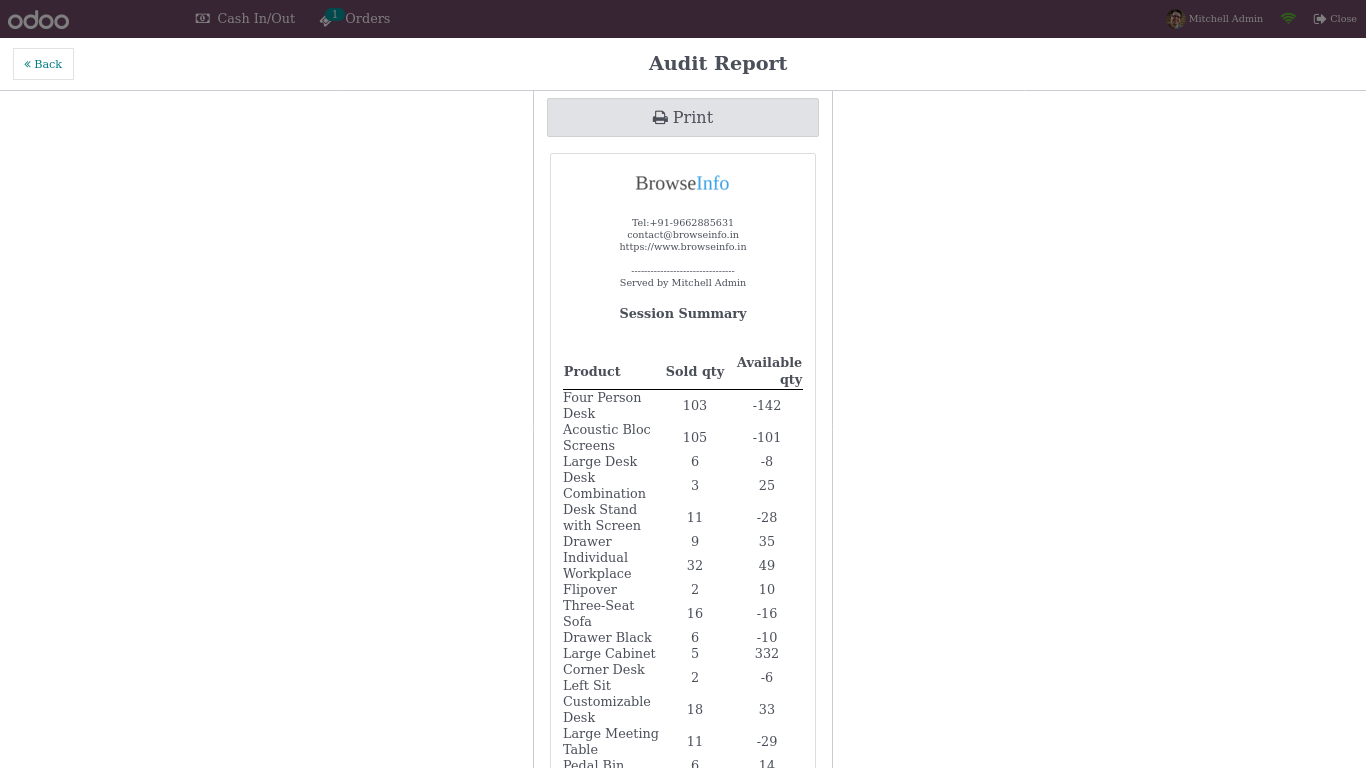 odoo Cash In/Out 1 Orders Mitchell Admin Close
Back Audit Report
Print
BrowseInfo
Tel:+91-9662885631
contact@browseinfo.in
https://www.browseinfo.in
--------------------------------
Served by Mitchell Admin
Session Summary
Product Sold qty Available
qty
Four Person
Desk 103 -142
Acoustic Bloc
Screens 105 -101
Large Desk 6 -8
Desk
Combination 3 25
Desk Stand
with Screen 11 -28
Drawer 9 35
Individual
Workplace 32 49
Flipover 2 10
Three-Seat
Sofa 16 -16
Drawer Black 6 -10
Large Cabinet 5 332
Corner Desk
Left Sit 2 -6
Customizable
Desk 18 33
Large Meeting
Table 11 -29
Pedal Bin 6 14